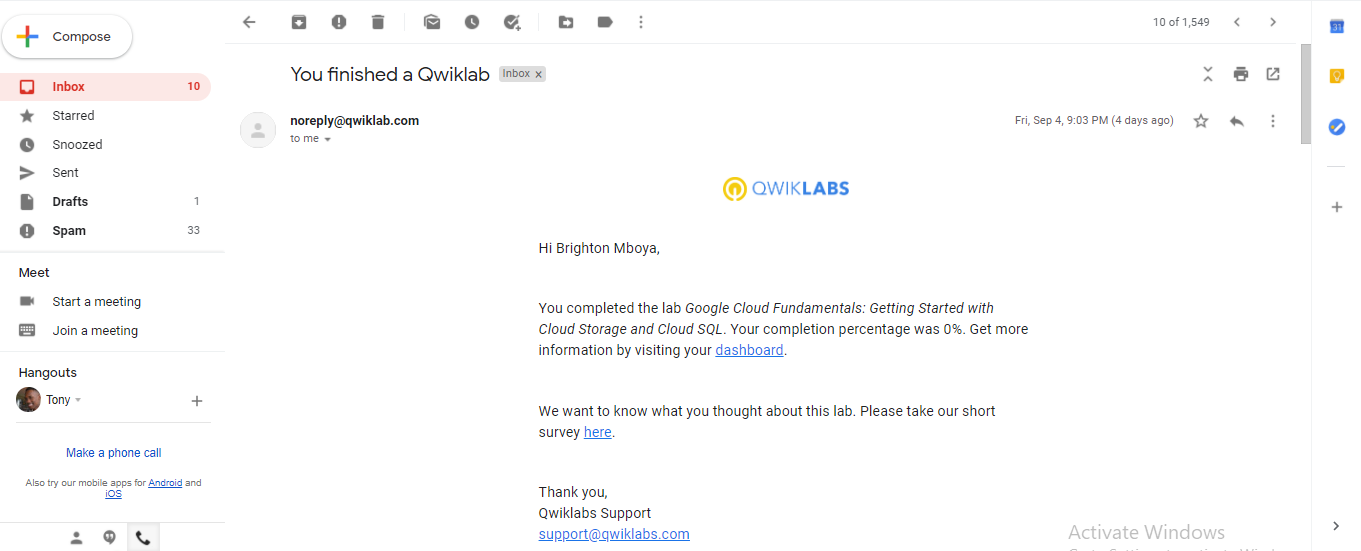 Compose
10 of 1,549
Inbox 10
Starred
Snoozed
Sent
Drafts 1
Spam 33
Meet
Start a meeting
Join a meeting
Hangouts
Tony
Make a phone call
Also try our mobile apps for Android and
iOS
31
You finished a Qwiklab Inbox x
noreply@qwiklab.com
Fri, Sep 4, 9:03 PM (4 days ago)
to me
QWIKLABS
Hi Brighton Mboya,
You completed the lab Google Cloud Fundamentals: Getting Started with
Cloud Storage and Cloud SQL. Your completion percentage was 0%. Get more
information by visiting your dashboard.
We want to know what you thought about this lab. Please take our short
survey here.
Thank you,
Qwiklabs Support
support@qwiklabs.com
Activate Windows